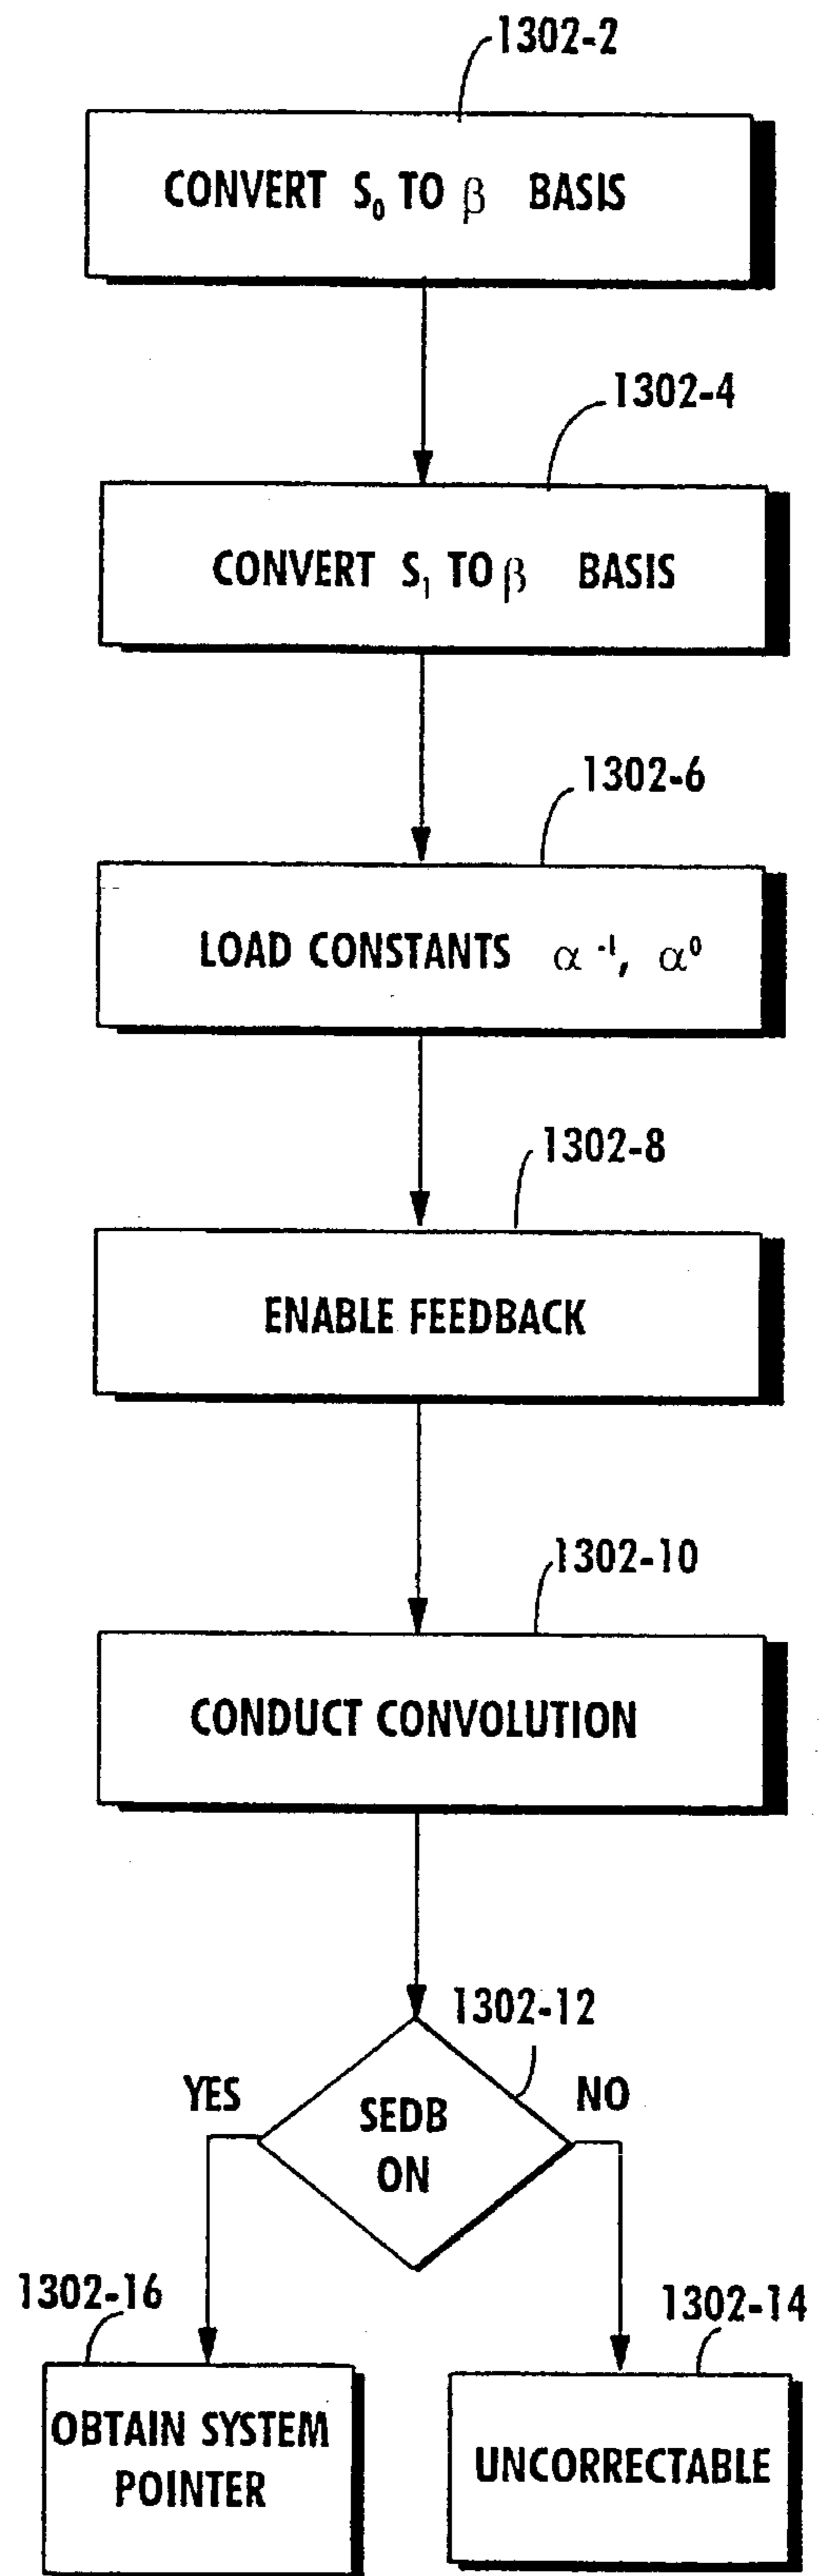 1302-2
CONVERT S₀ TO β BASIS
1302-4
CONVERT S₁ TO β BASIS
1302-6
LOAD CONSTANTS α⁻¹, α⁰
1302-8
ENABLE FEEDBACK
1302-10
CONDUCT CONVOLUTION
1302-12
YES
SEDB
ON
NO
1302-16
OBTAIN SYSTEM
POINTER
1302-14
UNCORRECTABLE